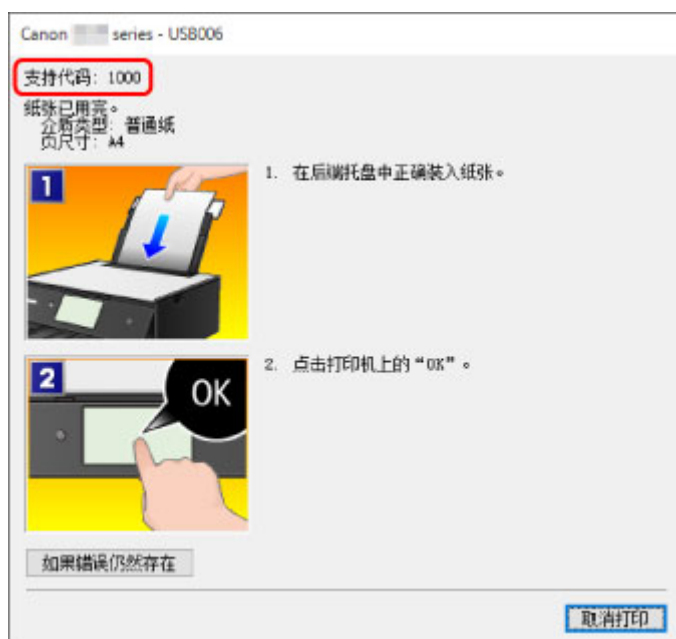 Canon series - USB006
支持代码: 1000
纸张已用完。
介质类型: 普通纸
页尺寸: A4
1
1. 在后端托盘中正确装入纸张。
2
OK
2. 点击打印机上的“OK”。
如果错误仍然存在
取消打印